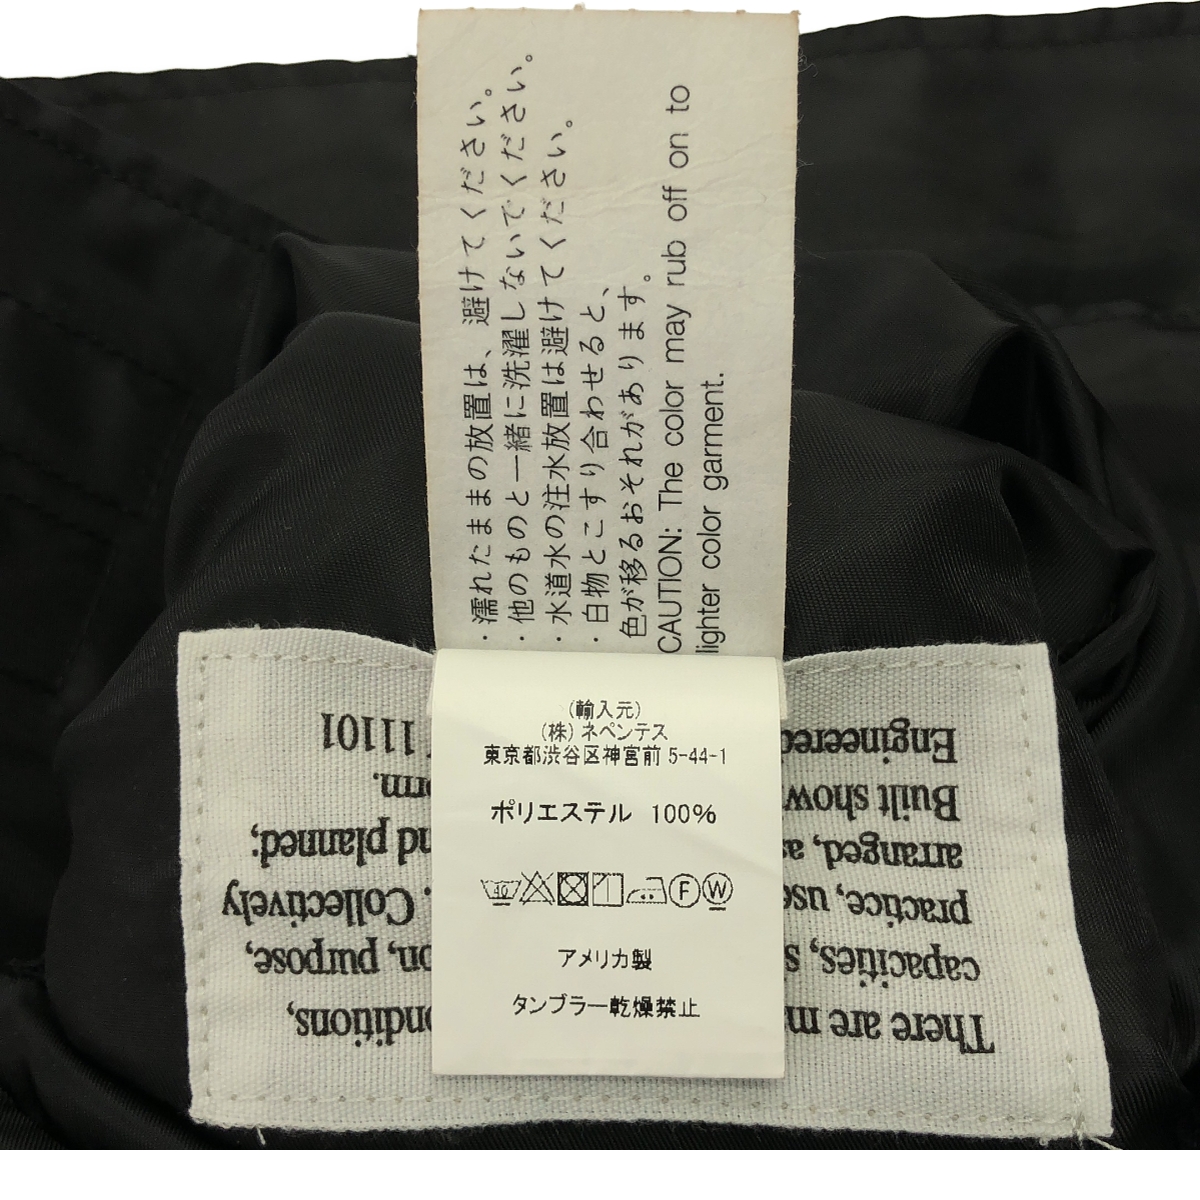 ・濡れたままの放置は、避けてください。
・他のものと一緒に洗濯しないでください。
・水道水の注水放置は避けてください。
・白物とこすり合わせると、
色が移るおそれがあります。
CAUTION: The color may rub off on to
lighter color garment.
(輸入元)
(株) ネペンテス
東京都渋谷区神宮前 5-44-1
ポリエステル 100%
40 F W
アメリカ製
タンブラー乾燥禁止
There are onditions,
capacities, on, purpose,
practice, Collectively
arranged, planned;
Built
Engineered 11101